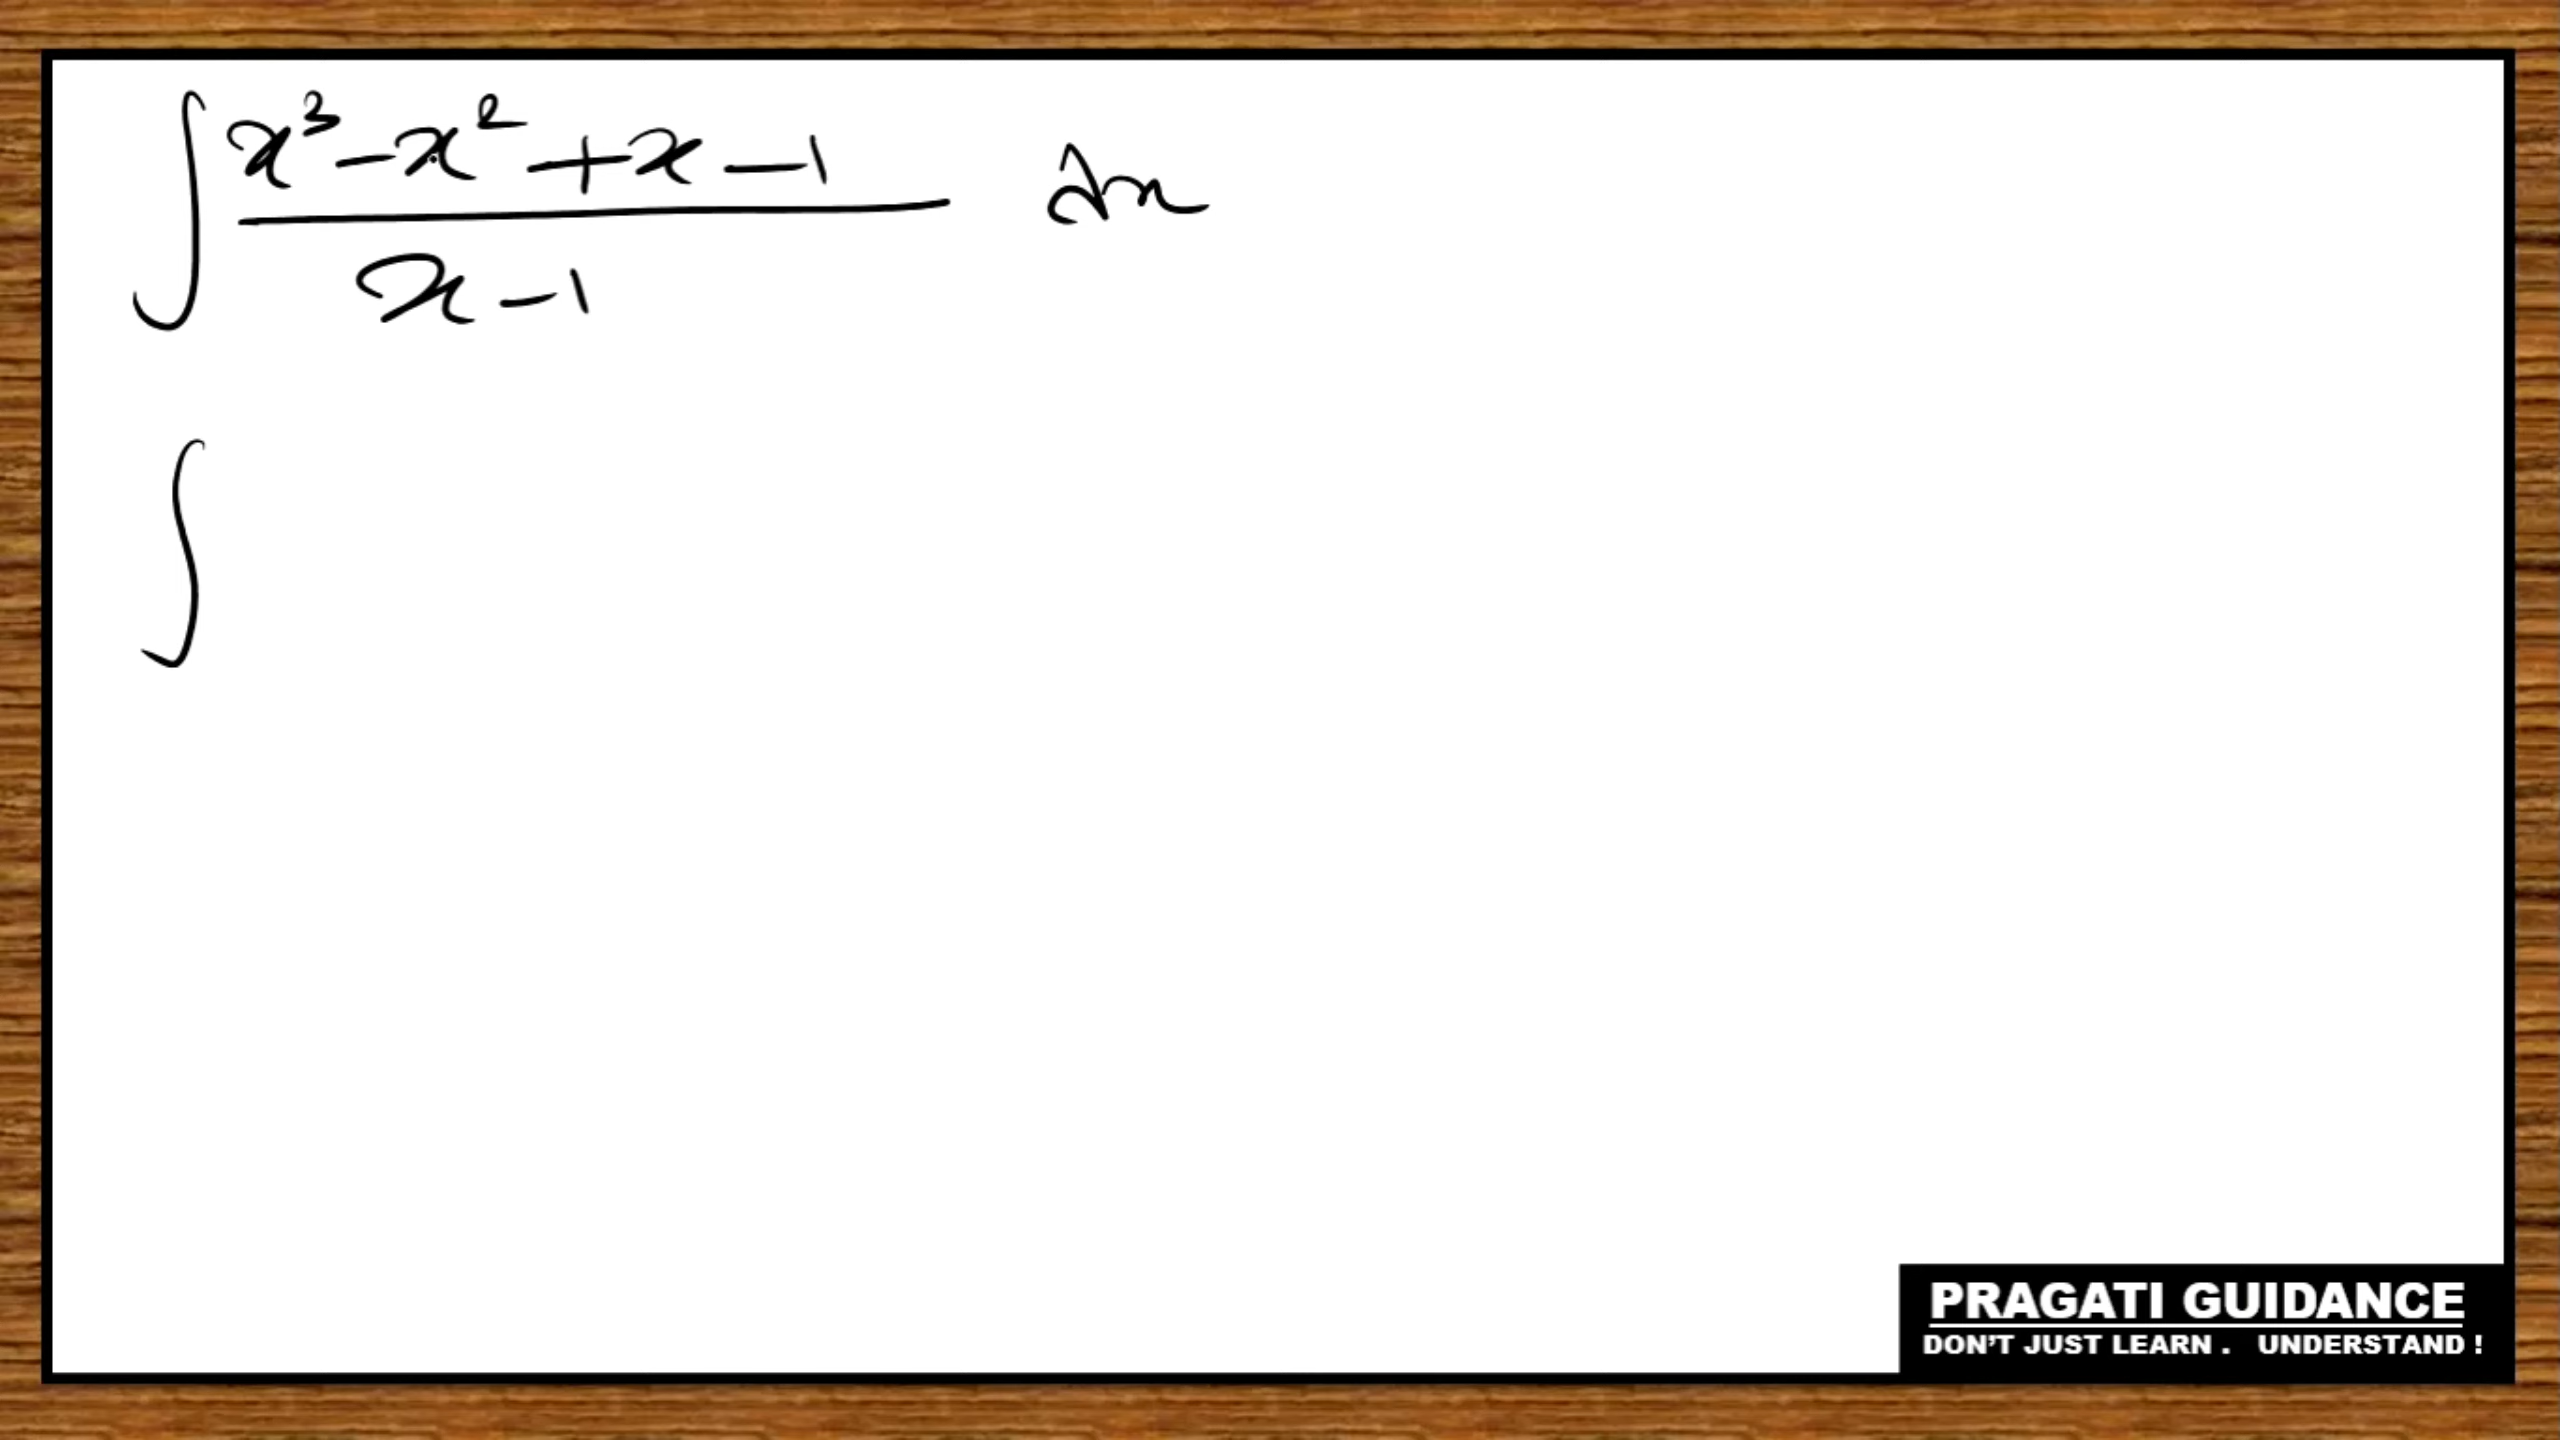 ∫ x³ - x² + x - 1 / x - 1 dx
∫
PRAGATI GUIDANCE
DON'T JUST LEARN . UNDERSTAND !